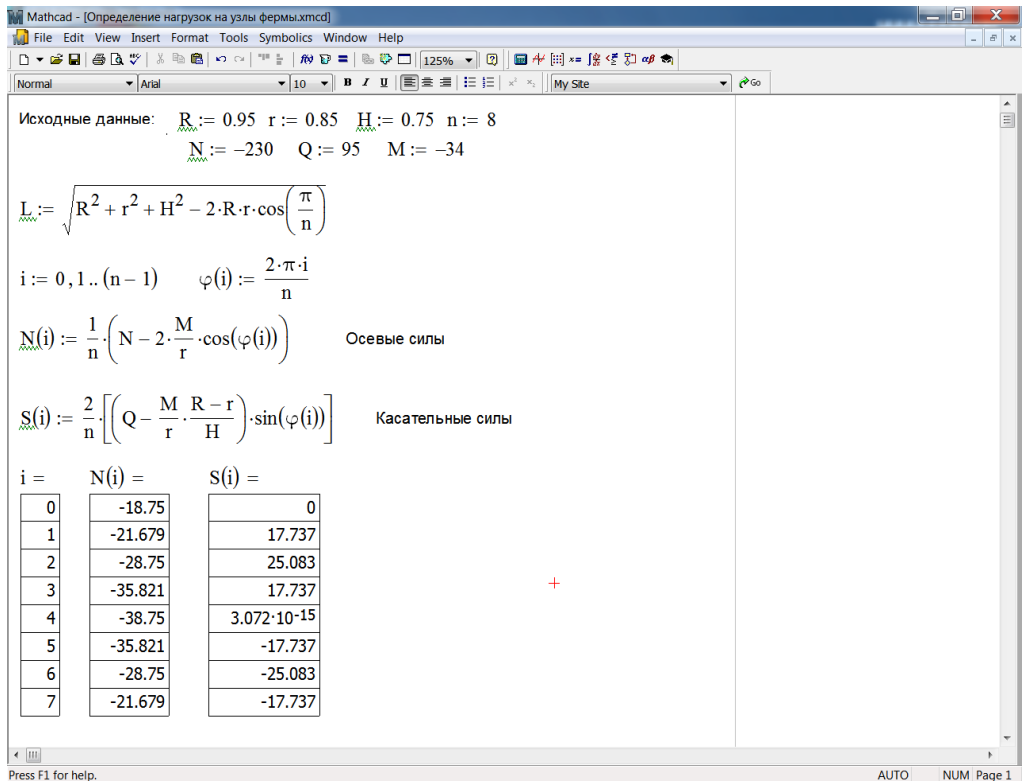 Mathcad - [Определение нагрузок на узлы фермы.xmcd]
File Edit View Insert Format Tools Symbolics Window Help
125%
Normal Arial 10 B I U My Site Go
Исходные данные: R := 0.95 r := 0.85 H := 0.75 n := 8
N := −230 Q := 95 M := −34
L := √(R² + r² + H² − 2·R·r·cos(π/n))
i := 0 , 1 .. (n − 1) φ(i) := 2·π·i/n
N(i) := 1/n·(N − 2·M/r·cos(φ(i))) Осевые силы
S(i) := 2/n·[(Q − M/r·(R − r)/H)·sin(φ(i))] Касательные силы
i = N(i) = S(i) =
0 -18.75 0
1 -21.679 17.737
2 -28.75 25.083
3 -35.821 17.737
4 -38.75 3.072·10-15
5 -35.821 -17.737
6 -28.75 -25.083
7 -21.679 -17.737
Press F1 for help. AUTO NUM Page 1